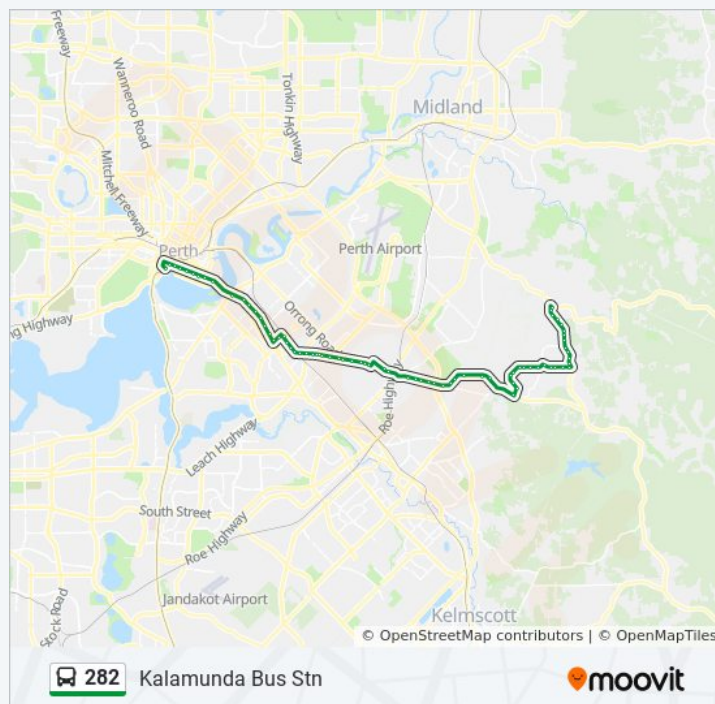 Wanneroo Road
Tonkin Highway
Midland
Mitchell Freeway
Perth
Perth Airport
ng Highway
Orrong Road
Roe Highway
Leach Highway
South Street
Roe Highway
Jandakot Airport
Stock Road
Kelmscott
© OpenStreetMap contributors | © OpenMapTiles
282 Kalamunda Bus Stn
moovit